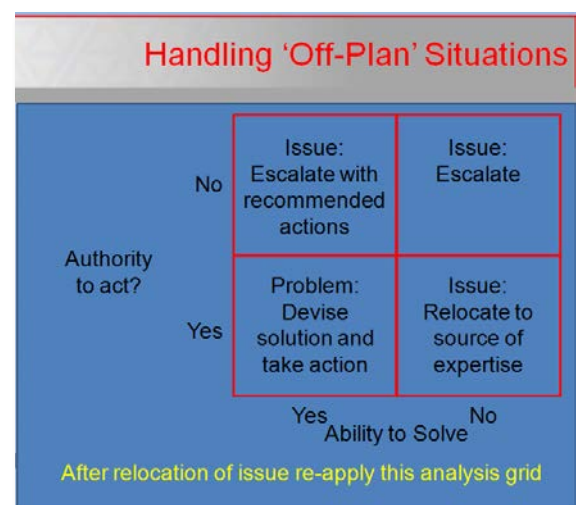 Handling 'Off-Plan' Situations
Issue:
Escalate with
recommended
actions
Issue:
Escalate
No
Authority
to act?
Problem:
Devise
solution and
take action
Issue:
Relocate to
source of
expertise
Yes
Yes
No
Ability to Solve
After relocation of issue re-apply this analysis grid